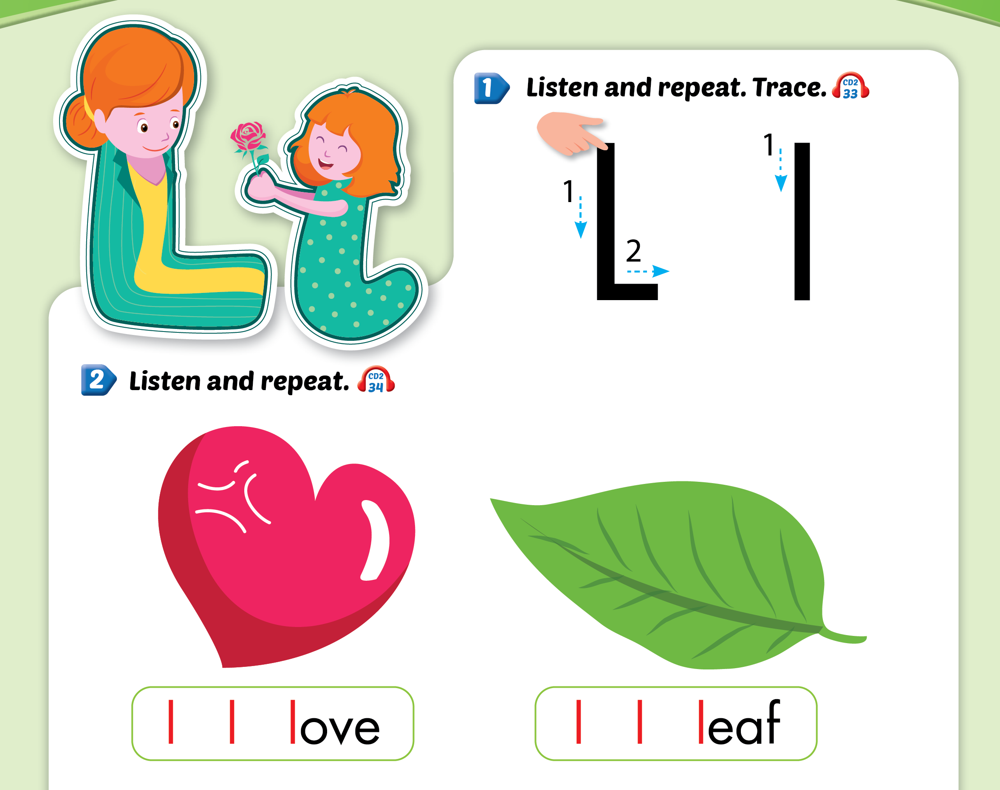 1 Listen and repeat. Trace. CD2 33
L l
1
1
2
2 Listen and repeat. CD2 34
l l love
l l leaf